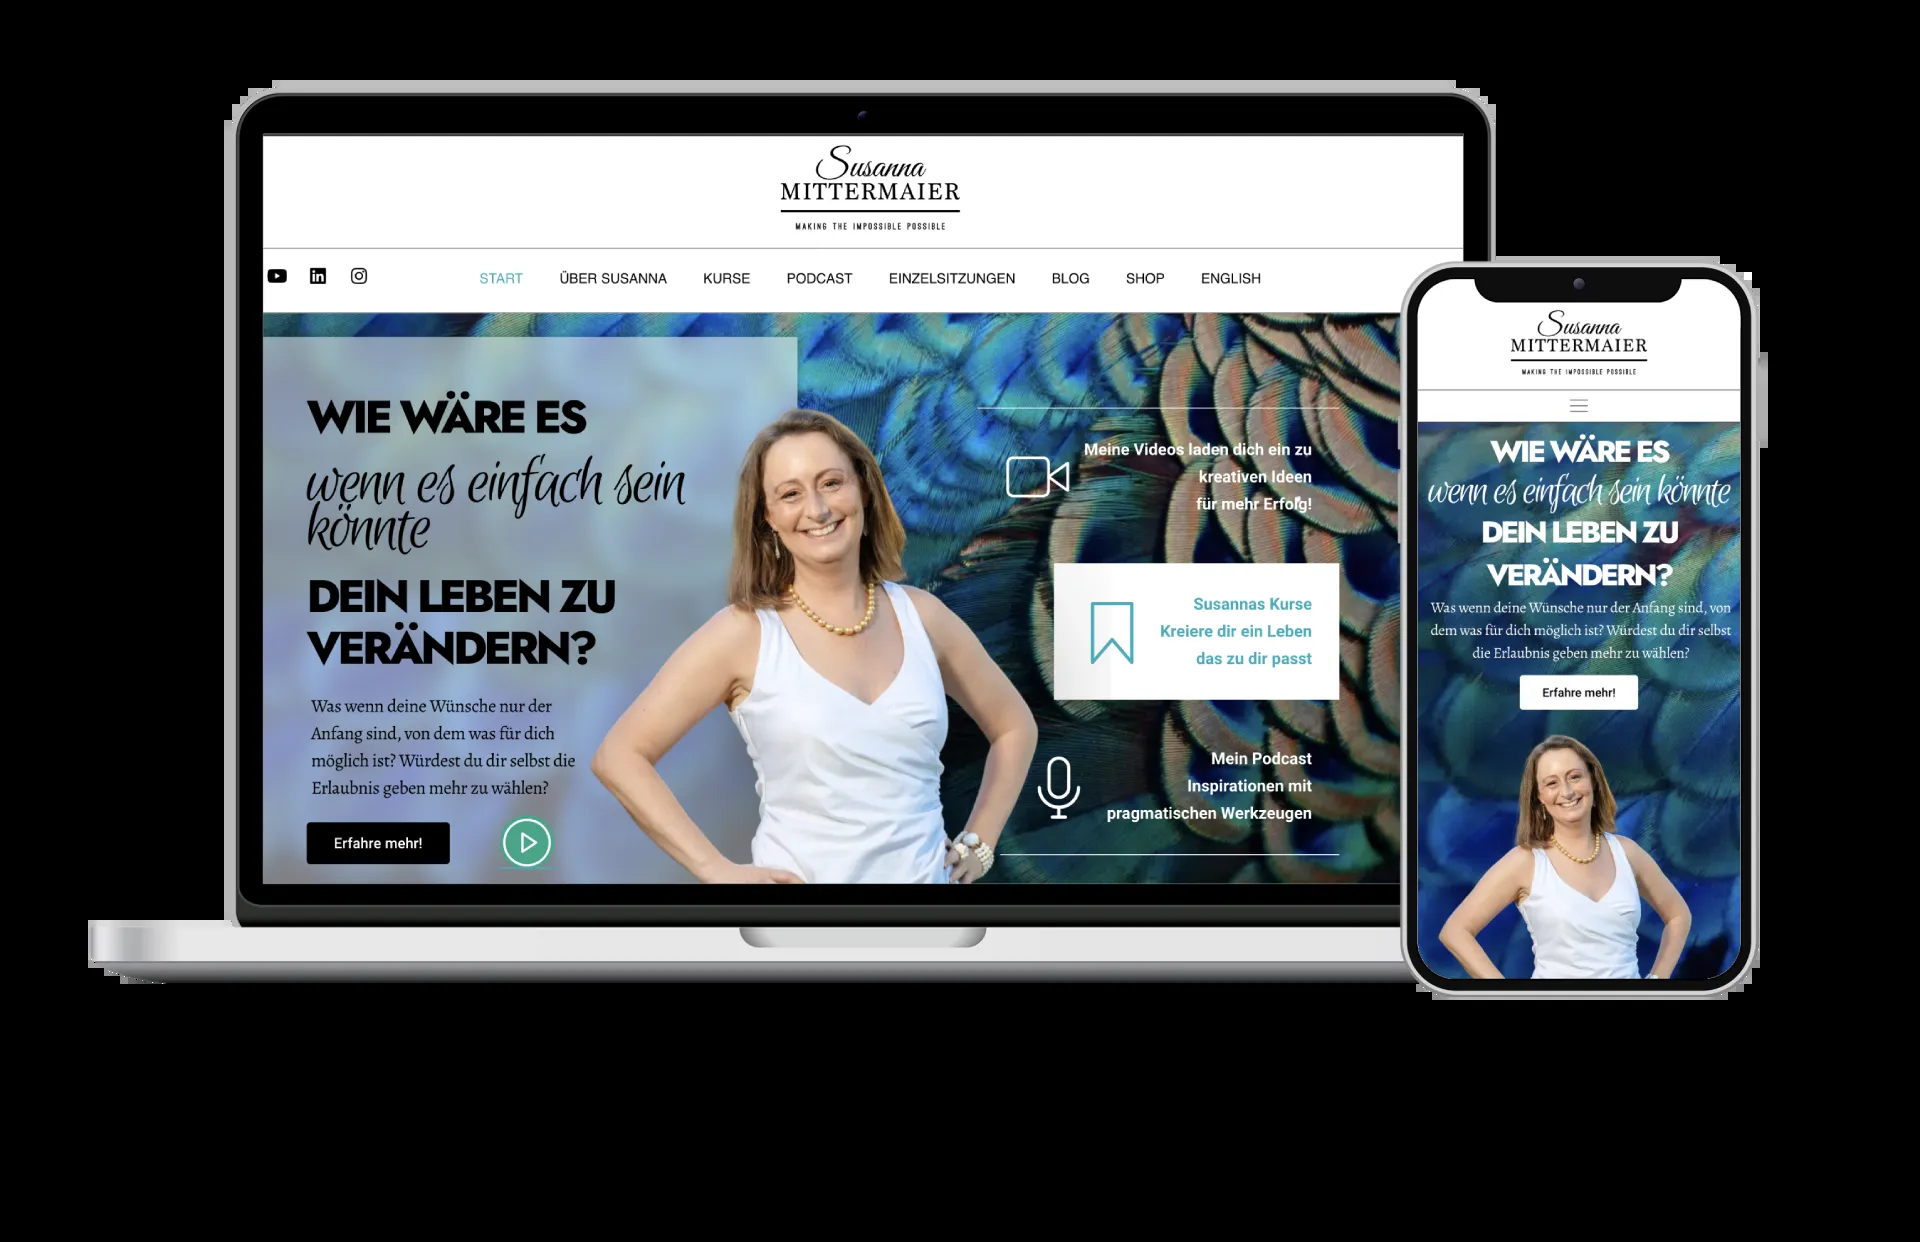 Susanna
MITTERMAIER
MAKING THE IMPOSSIBLE POSSIBLE
START ÜBER SUSANNA KURSE PODCAST EINZELSITZUNGEN BLOG SHOP ENGLISH
WIE WÄRE ES
wenn es einfach sein
könnte
DEIN LEBEN ZU
VERÄNDERN?
Was wenn deine Wünsche nur der
Anfang sind, von dem was für dich
möglich ist? Würdest du dir selbst die
Erlaubnis geben mehr zu wählen?
Erfahre mehr!
Meine Videos laden dich ein zu
kreativen Ideen
für mehr Erfolg!
Susannas Kurse
Kreiere dir ein Leben
das zu dir passt
Mein Podcast
Inspirationen mit
pragmatischen Werkzeugen
Susanna
MITTERMAIER
MAKING THE IMPOSSIBLE POSSIBLE
WIE WÄRE ES
wenn es einfach sein könnte
DEIN LEBEN ZU
VERÄNDERN?
Was wenn deine Wünsche nur der Anfang sind, von
dem was für dich möglich ist? Würdest du dir selbst
die Erlaubnis geben mehr zu wählen?
Erfahre mehr!